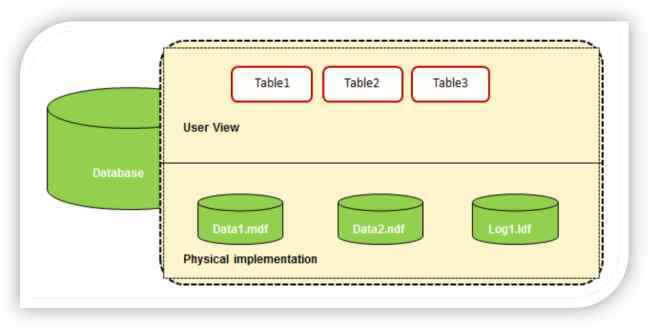 Table1 Table2 Table3
User View
Database
Data1.mdf Data2.ndf Log1.ldf
Physical implementation